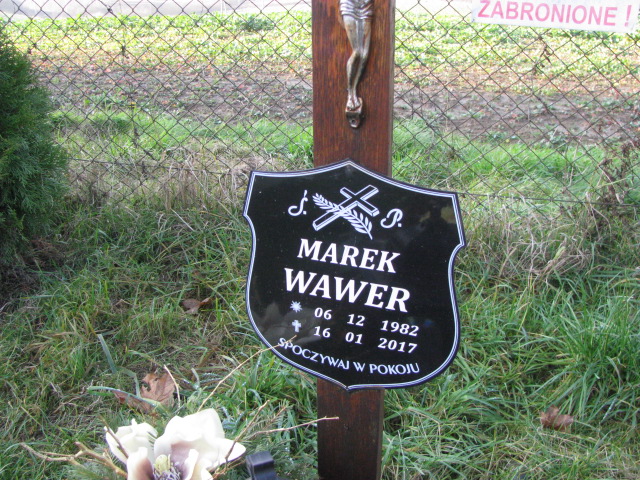 ZABRONIONE !
Ś. P.
MAREK
WAWER
06 12 1982
16 01 2017
SPOCZYWAJ W POKOJU